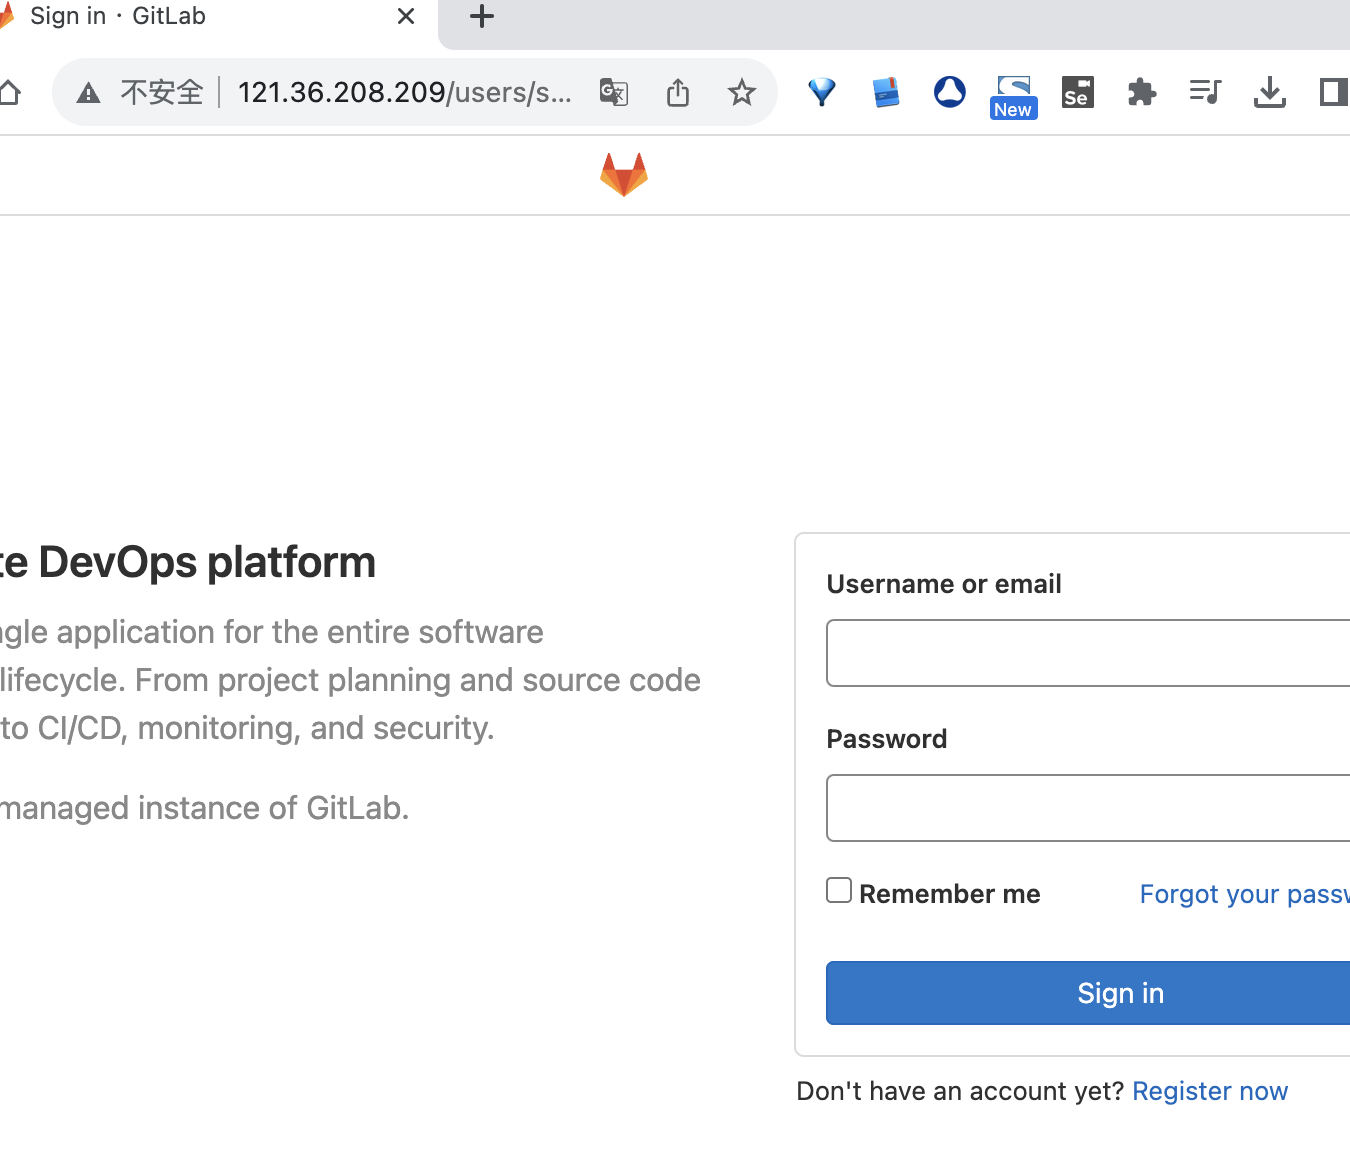 Sign in · GitLab
不安全 121.36.208.209/users/s...
New
Se
te DevOps platform
ngle application for the entire software
lifecycle. From project planning and source code
to CI/CD, monitoring, and security.
managed instance of GitLab.
Username or email
Password
Remember me
Forgot your passw
Sign in
Don't have an account yet? Register now